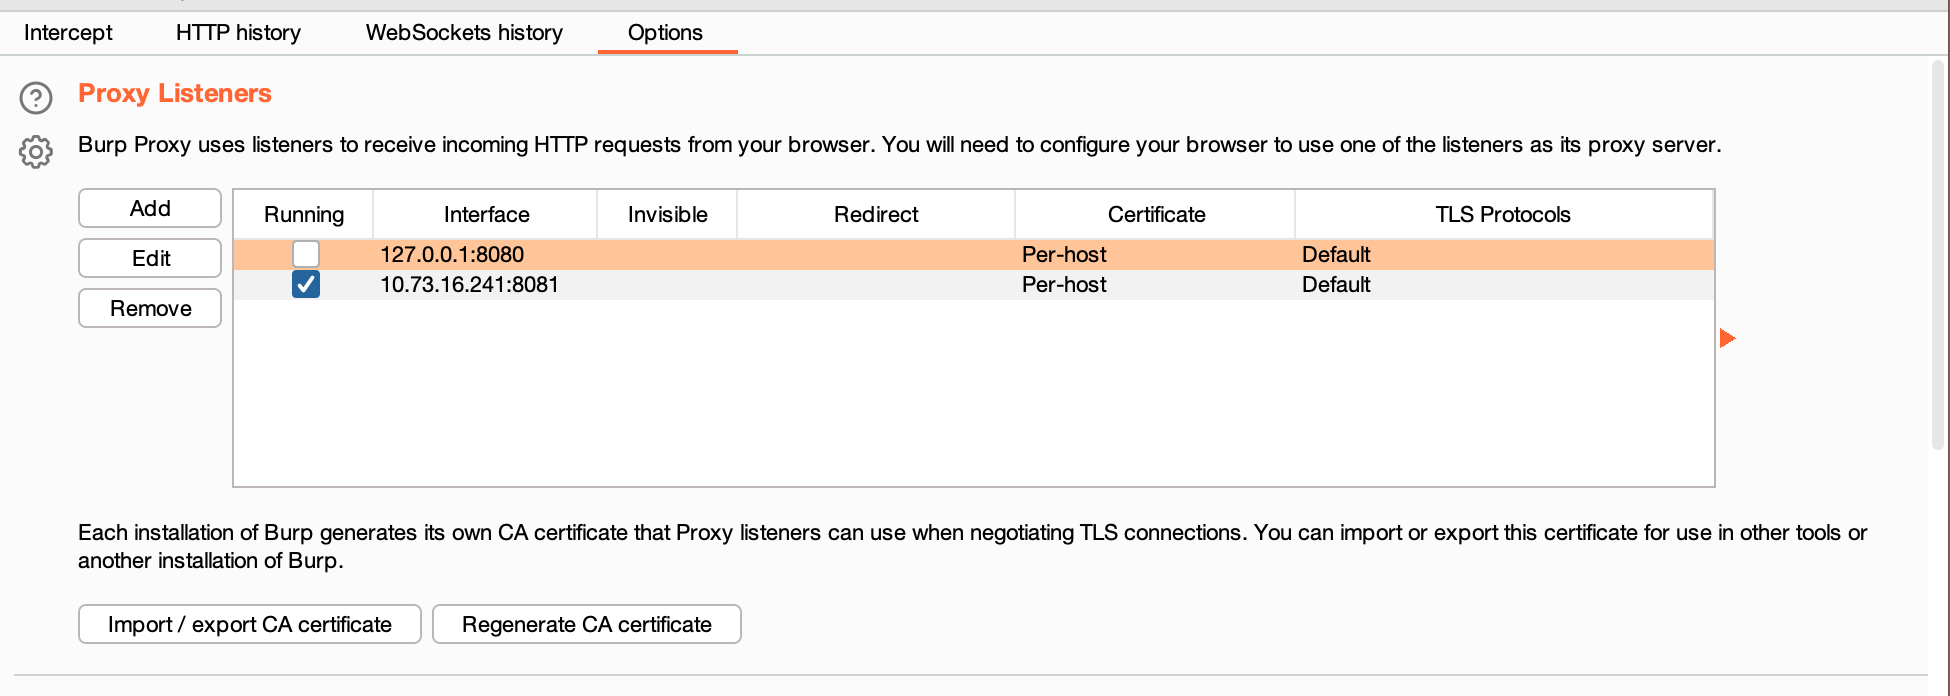 Intercept HTTP history WebSockets history Options
Proxy Listeners
Burp Proxy uses listeners to receive incoming HTTP requests from your browser. You will need to configure your browser to use one of the listeners as its proxy server.
Add
Edit
Remove
Running Interface Invisible Redirect Certificate TLS Protocols
127.0.0.1:8080 Per-host Default
10.73.16.241:8081 Per-host Default
Each installation of Burp generates its own CA certificate that Proxy listeners can use when negotiating TLS connections. You can import or export this certificate for use in other tools or
another installation of Burp.
Import / export CA certificate Regenerate CA certificate